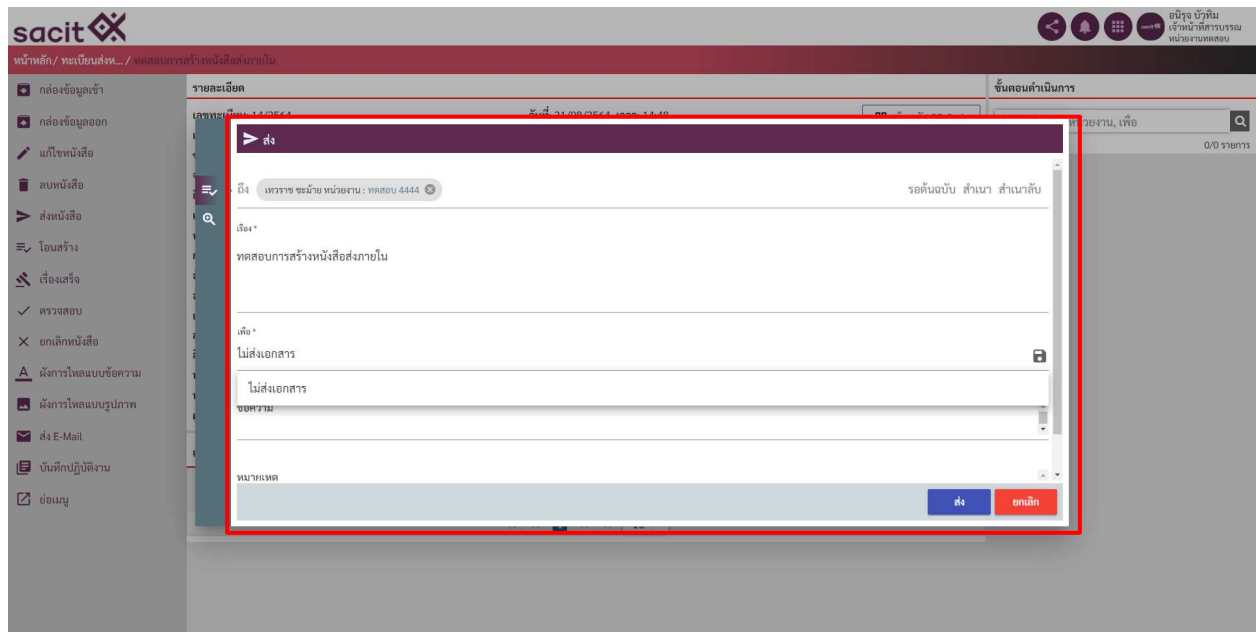 sacit
อนิรุจ บัวทิม
เจ้าหน้าที่สารบรรณ
หน่วยงานทดสอบ
หน้าหลัก/ ทะเบียนส่งห... / ทดสอบการสร้างหนังสือส่งภายใน
กล่องข้อมูลเข้า
กล่องข้อมูลออก
แก้ไขหนังสือ
ลบหนังสือ
ส่งหนังสือ
โอนสร้าง
เรื่องเสร็จ
ตรวจสอบ
ยกเลิกหนังสือ
ผังการไหลแบบข้อความ
ผังการไหลแบบรูปภาพ
ส่ง E-Mail
บันทึกปฏิบัติงาน
ย่อเมนู
รายละเอียด
ขั้นตอนดำเนินการ
หน่วยงาน, เพื่อ
0/0 รายการ
ส่ง
ถึง เทวราช ชะม้าย หน่วยงาน : ทดสอบ 4444 รอต้นฉบับ สำเนา สำเนาลับ
เรื่อง *
ทดสอบการสร้างหนังสือส่งภายใน
เพื่อ *
ไม่ส่งเอกสาร
ไม่ส่งเอกสาร
ข้อความ
หมายเหตุ
ส่ง ยกเลิก